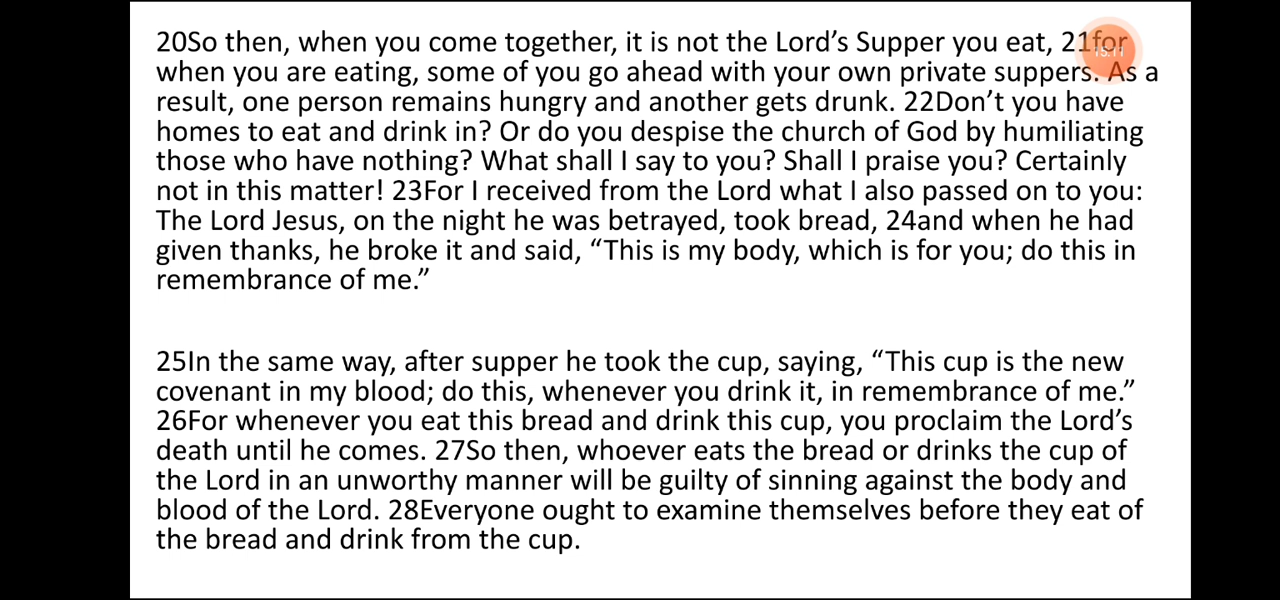 20So then, when you come together, it is not the Lord’s Supper you eat, 21for
when you are eating, some of you go ahead with your own private suppers. As a
result, one person remains hungry and another gets drunk. 22Don’t you have
homes to eat and drink in? Or do you despise the church of God by humiliating
those who have nothing? What shall I say to you? Shall I praise you? Certainly
not in this matter! 23For I received from the Lord what I also passed on to you:
The Lord Jesus, on the night he was betrayed, took bread, 24and when he had
given thanks, he broke it and said, “This is my body, which is for you; do this in
remembrance of me.”
25In the same way, after supper he took the cup, saying, “This cup is the new
covenant in my blood; do this, whenever you drink it, in remembrance of me.”
26For whenever you eat this bread and drink this cup, you proclaim the Lord’s
death until he comes. 27So then, whoever eats the bread or drinks the cup of
the Lord in an unworthy manner will be guilty of sinning against the body and
blood of the Lord. 28Everyone ought to examine themselves before they eat of
the bread and drink from the cup.